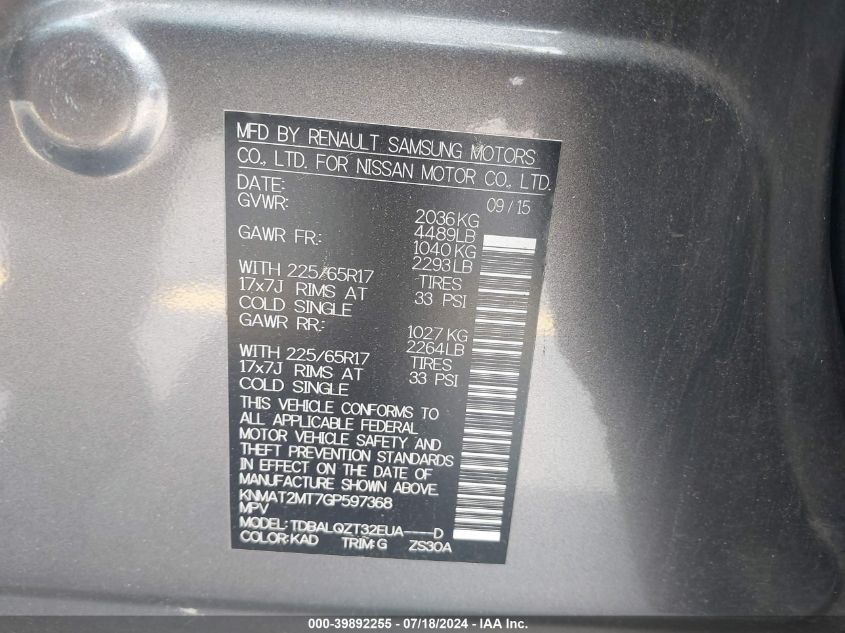 MFD BY RENAULT SAMSUNG MOTORS
CO., LTD. FOR NISSAN MOTOR CO., LTD.
DATE: 09/15
GVWR: 2036KG
4489LB
GAWR FR: 1040KG
2293LB
WITH 225/65R17 TIRES
17x7J RIMS AT 33 PSI
COLD SINGLE
GAWR RR: 1027KG
2264LB
WITH 225/65R17 TIRES
17x7J RIMS AT 33 PSI
COLD SINGLE
THIS VEHICLE CONFORMS TO
ALL APPLICABLE FEDERAL
MOTOR VEHICLE SAFETY AND
THEFT PREVENTION STANDARDS
IN EFFECT ON THE DATE OF
MANUFACTURE SHOWN ABOVE.
KNMAT2MT7GP597368
MPV
MODEL: TDBALQZT32EUA----D
COLOR:KAD TRIM:G ZS30A
000-39892255 / 07/18/2024 - IAA Inc.